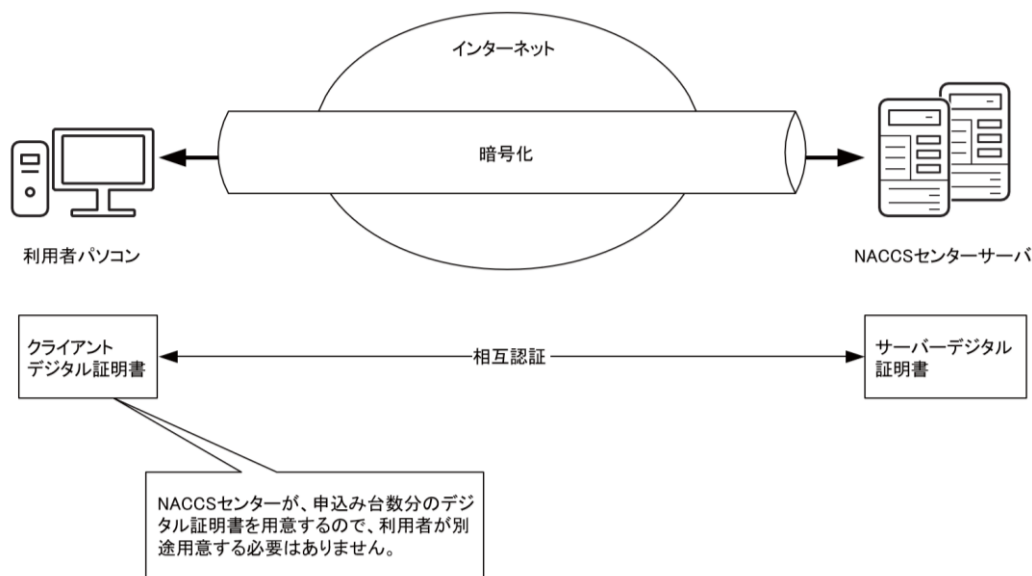 インターネット
暗号化
利用者パソコン
NACCSセンターサーバ
クライアント
デジタル証明書
相互認証
サーバーデジタル
証明書
NACCSセンターが、申込み台数分のデジ
タル証明書を用意するので、利用者が別
途用意する必要はありません。